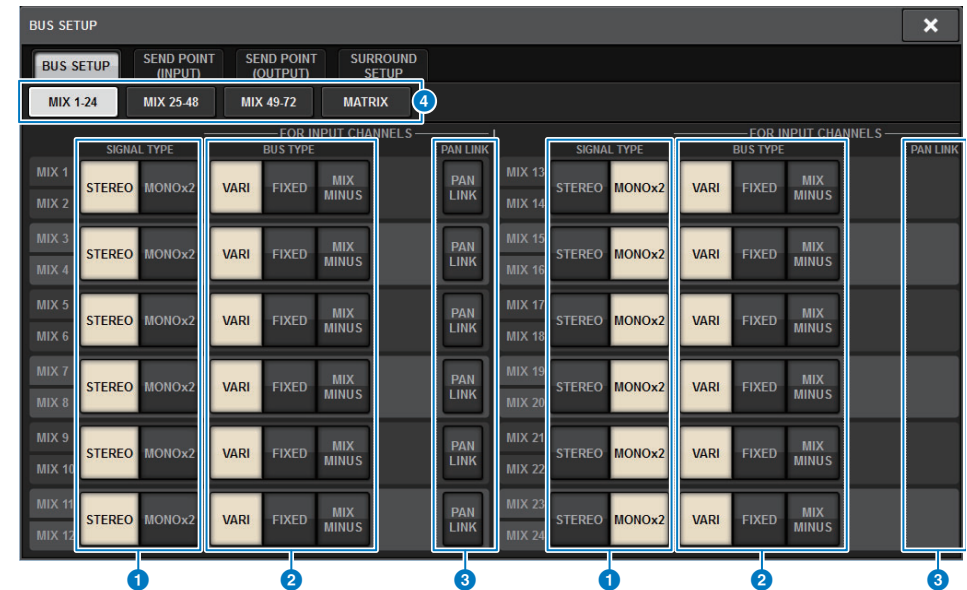 BUS SETUP
BUS SETUP
SEND POINT (INPUT)
SEND POINT (OUTPUT)
SURROUND SETUP
MIX 1-24
MIX 25-48
MIX 49-72
MATRIX
4
FOR INPUT CHANNELS
FOR INPUT CHANNELS
SIGNAL TYPE
BUS TYPE
PAN LINK
SIGNAL TYPE
BUS TYPE
PAN LINK
MIX 1
MIX 2
STEREO
MONOx2
VARI
FIXED
MIX MINUS
PAN LINK
MIX 13
MIX 14
STEREO
MONOx2
VARI
FIXED
MIX MINUS
MIX 3
MIX 4
STEREO
MONOx2
VARI
FIXED
MIX MINUS
PAN LINK
MIX 15
MIX 16
STEREO
MONOx2
VARI
FIXED
MIX MINUS
MIX 5
MIX 6
STEREO
MONOx2
VARI
FIXED
MIX MINUS
PAN LINK
MIX 17
MIX 18
STEREO
MONOx2
VARI
FIXED
MIX MINUS
MIX 7
MIX 8
STEREO
MONOx2
VARI
FIXED
MIX MINUS
PAN LINK
MIX 19
MIX 20
STEREO
MONOx2
VARI
FIXED
MIX MINUS
MIX 9
MIX 10
STEREO
MONOx2
VARI
FIXED
MIX MINUS
PAN LINK
MIX 21
MIX 22
STEREO
MONOx2
VARI
FIXED
MIX MINUS
MIX 11
MIX 12
STEREO
MONOx2
VARI
FIXED
MIX MINUS
PAN LINK
MIX 23
MIX 24
STEREO
MONOx2
VARI
FIXED
MIX MINUS
1
2
3
1
2
3